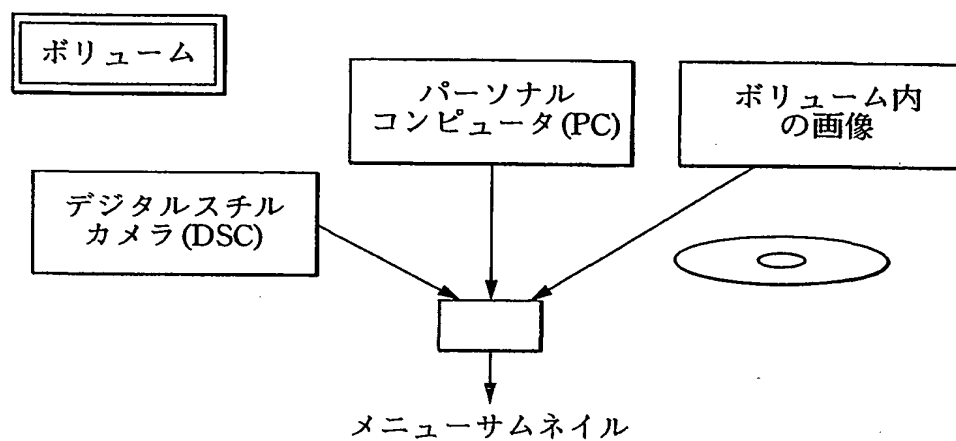 ボリューム
パーソナル
コンピュータ(PC)
ボリューム内
の画像
デジタルスチル
カメラ(DSC)
メニューサムネイル